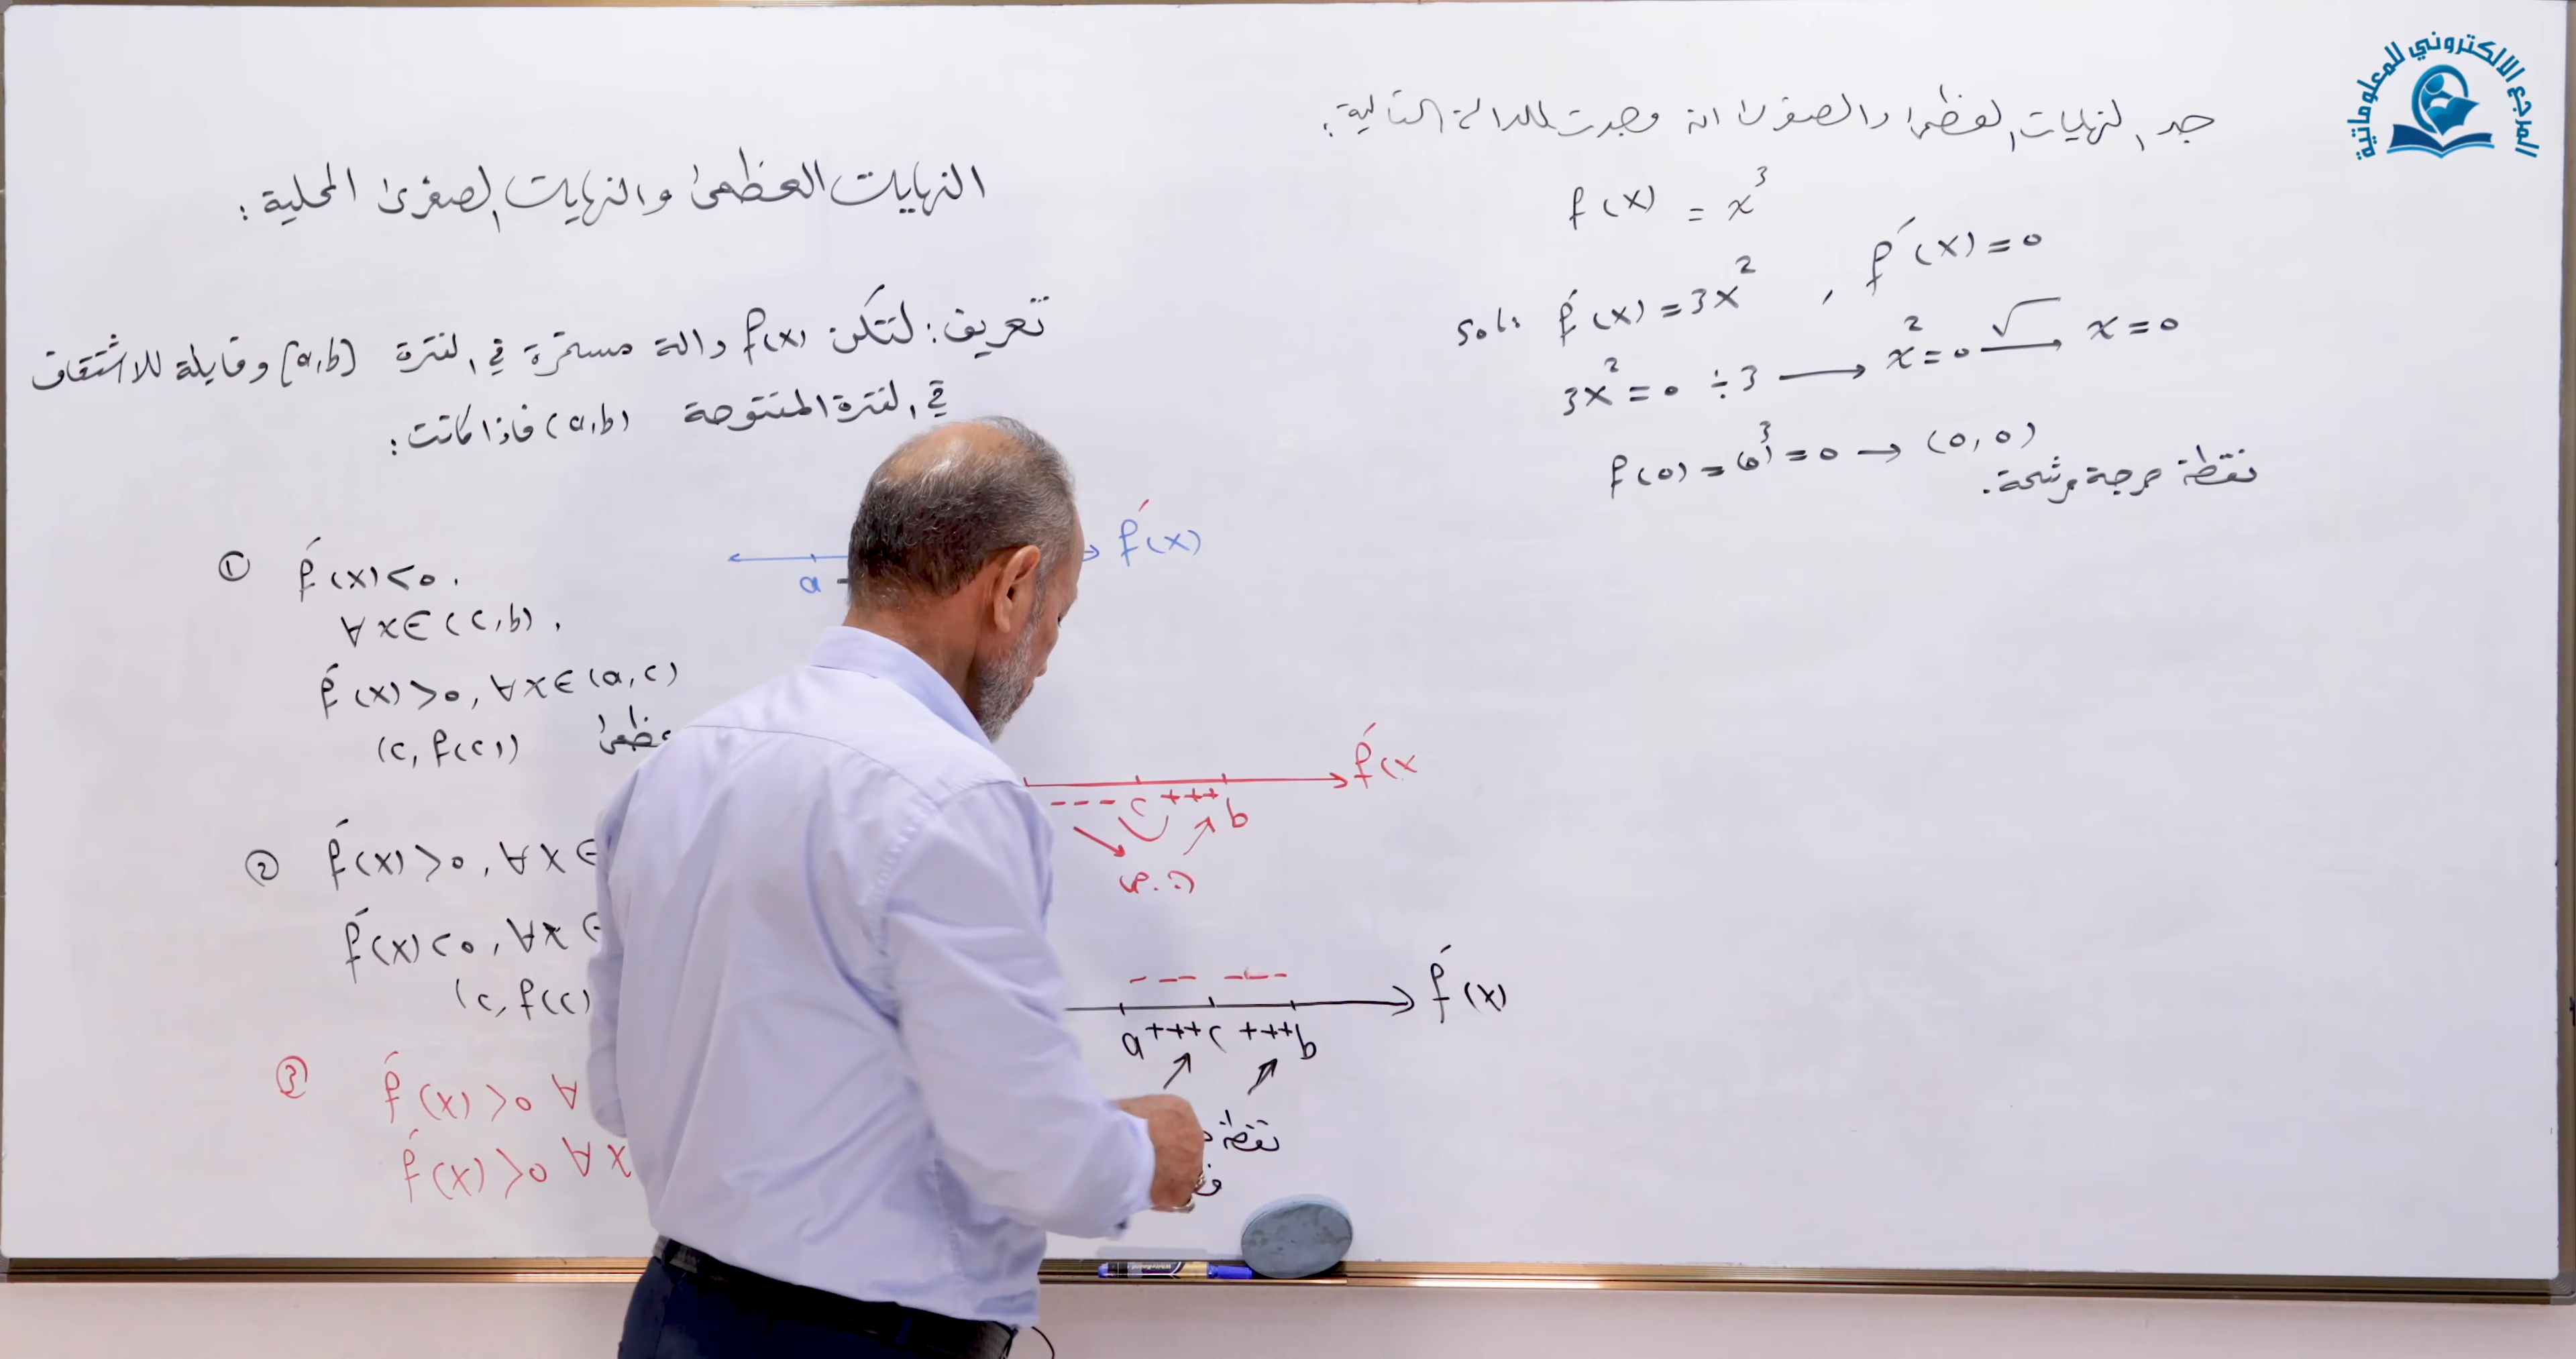 المرجع الالكتروني للمعلوماتية
جد النهايات العظمى والصغرى ان وجدت للدالة التالية:
f(x) = x³
sol: f́(x) = 3x² , f́(x) = 0
3x² = 0 ÷3 ⟶ x² = 0 —√→ x = 0
f(0) = (0)³ = 0 → (0,0)
نقطة حرجة مرشحة.
النهايات العظمى والنهايات الصغرى المحلية:
تعريف: لتكن f(x) دالة مستمرة في الفترة [a,b] وقابلة للاشتقاق
في الفترة المفتوحة (a,b) فاذا كانت:
① f́(x) < 0 .
∀x∈(c,b) .
f́(x) > 0 , ∀x∈(a,c)
(c, f(c)) عظمى
a f́(x)
② f́(x) > 0 , ∀x∈
f́(x) < 0 , ∀x∈
(c, f(c)
f́(x
- - - c +++ b
③ f́(x) > 0 ∀
f́(x) > 0 ∀x
- - - - - -
f́(x)
a +++ c +++ b
نقطة